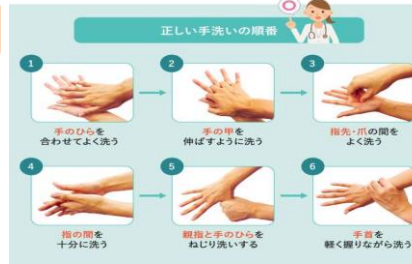 正しい手洗いの順番
1
手のひらを
合わせてよく洗う
2
手の甲を
伸ばすように洗う
3
指先・爪の間を
よく洗う
4
指の間を
十分に洗う
5
親指と手のひらを
ねじり洗いする
6
手首を
軽く握りながら洗う